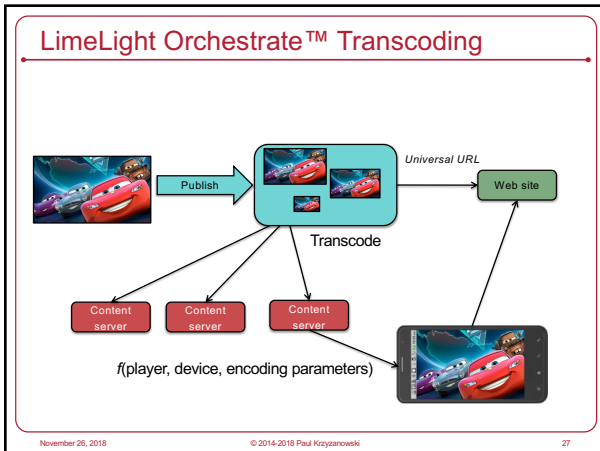 LimeLight Orchestrate™ Transcoding
Universal URL
Publish
Web site
Transcode
Content
server
Content
server
Content
server
f(player, device, encoding parameters)
November 26, 2018
© 2014-2018 Paul Krzyzanowski
27